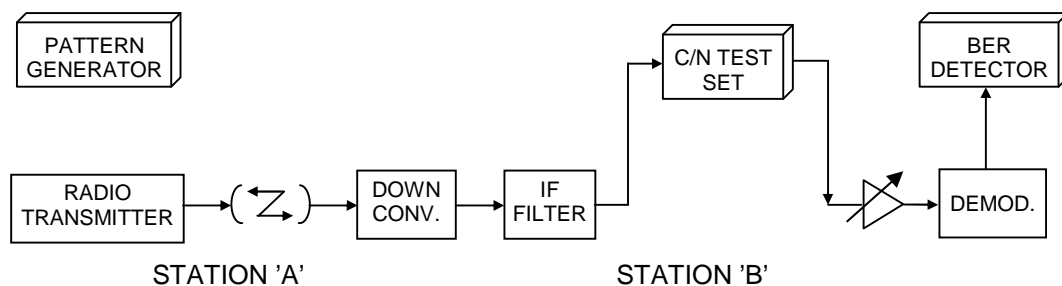 PATTERN
GENERATOR
C/N TEST
SET
BER
DETECTOR
RADIO
TRANSMITTER
DOWN
CONV.
IF
FILTER
DEMOD.
STATION 'A'
STATION 'B'